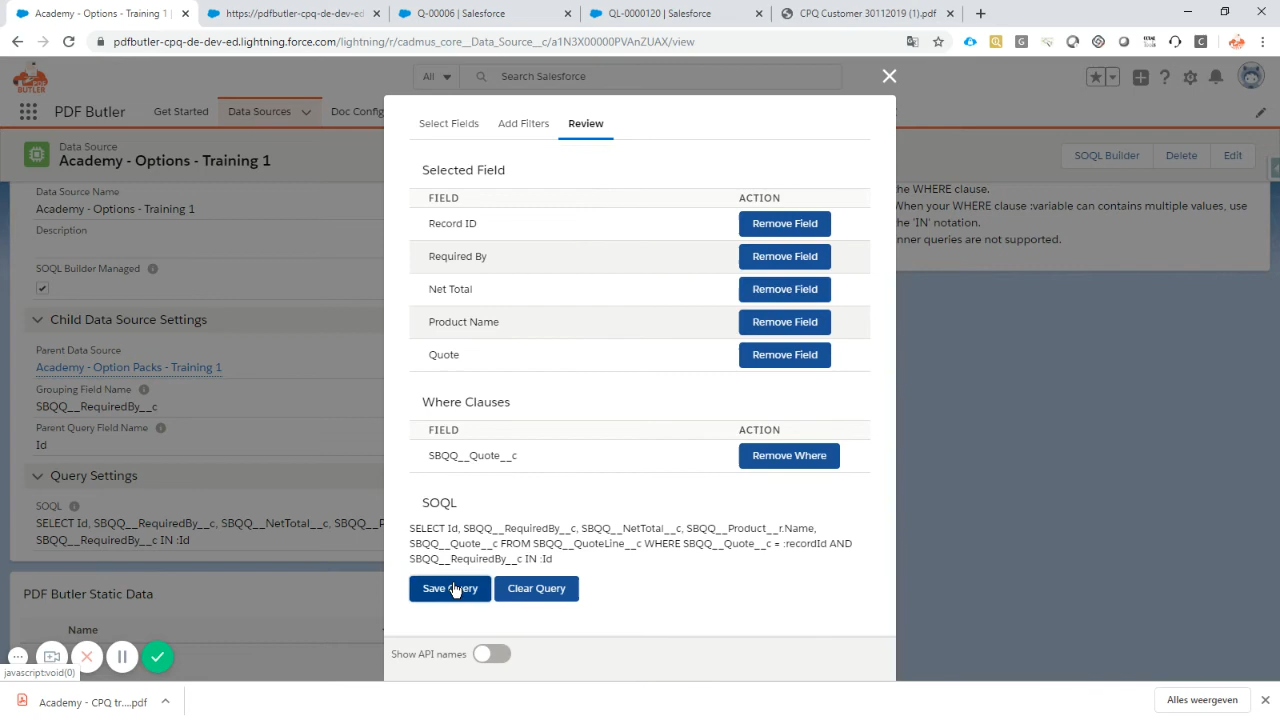 Academy - Options - Training 1
https://pdfbutler-cpq-de-dev-ed
Q-00006 | Salesforce
QL-0000120 | Salesforce
CPQ Customer 30112019 (1).pdf
pdfbutler-cpq-de-dev-ed.lightning.force.com/lightning/r/cadmus_core__Data_Source__c/a1N3X00000PVAnZUAX/view
All
Search Salesforce
BUTLER
PDF Butler
Get Started
Data Sources
Doc Config
Select Fields
Add Filters
Review
Data Source
Academy - Options - Training 1
SOQL Builder
Delete
Edit
Data Source Name
Academy - Options - Training 1
Description
SOQL Builder Managed
Child Data Source Settings
Parent Data Source
Academy - Option Packs - Training 1
Grouping Field Name
SBQQ__RequiredBy__c
Parent Query Field Name
Id
Query Settings
SOQL
SELECT Id, SBQQ__RequiredBy__c, SBQQ__NetTotal__c, SBQQ__P
SBQQ__RequiredBy__c IN :Id
PDF Butler Static Data
Name
Selected Field
FIELD
ACTION
Record ID
Remove Field
Required By
Remove Field
Net Total
Remove Field
Product Name
Remove Field
Quote
Remove Field
Where Clauses
FIELD
ACTION
SBQQ__Quote__c
Remove Where
SOQL
SELECT Id, SBQQ__RequiredBy__c, SBQQ__NetTotal__c, SBQQ__Product__r.Name,
SBQQ__Quote__c FROM SBQQ__QuoteLine__c WHERE SBQQ__Quote__c = :recordId AND
SBQQ__RequiredBy__c IN :Id
Save Query
Clear Query
Show API names
the WHERE clause.
When your WHERE clause :variable can contains multiple values, use
the 'IN' notation.
nner queries are not supported.
javascript:void(0)
Academy - CPQ tr....pdf
Alles weergeven